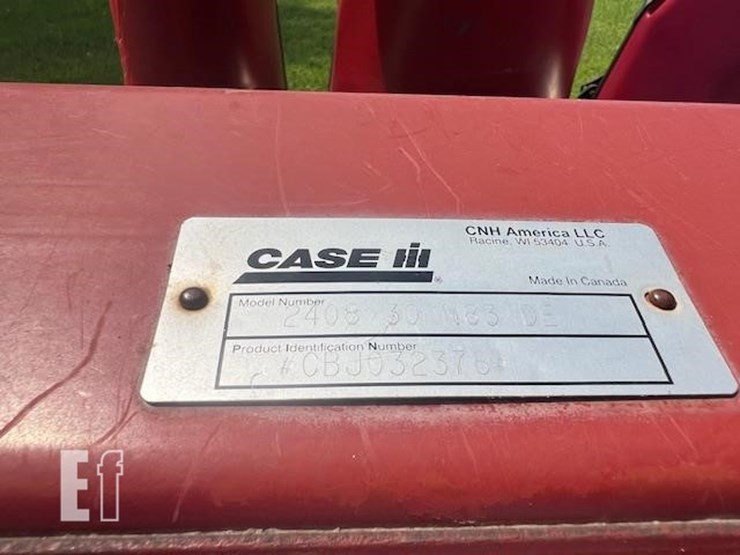 CNH America LLC
Racine, WI 53404 U.S.A.
CASE IH
®
Made In Canada
Model Number
2408 30 N83 DE
Product Identification Number
*CBJ032376*
Ef